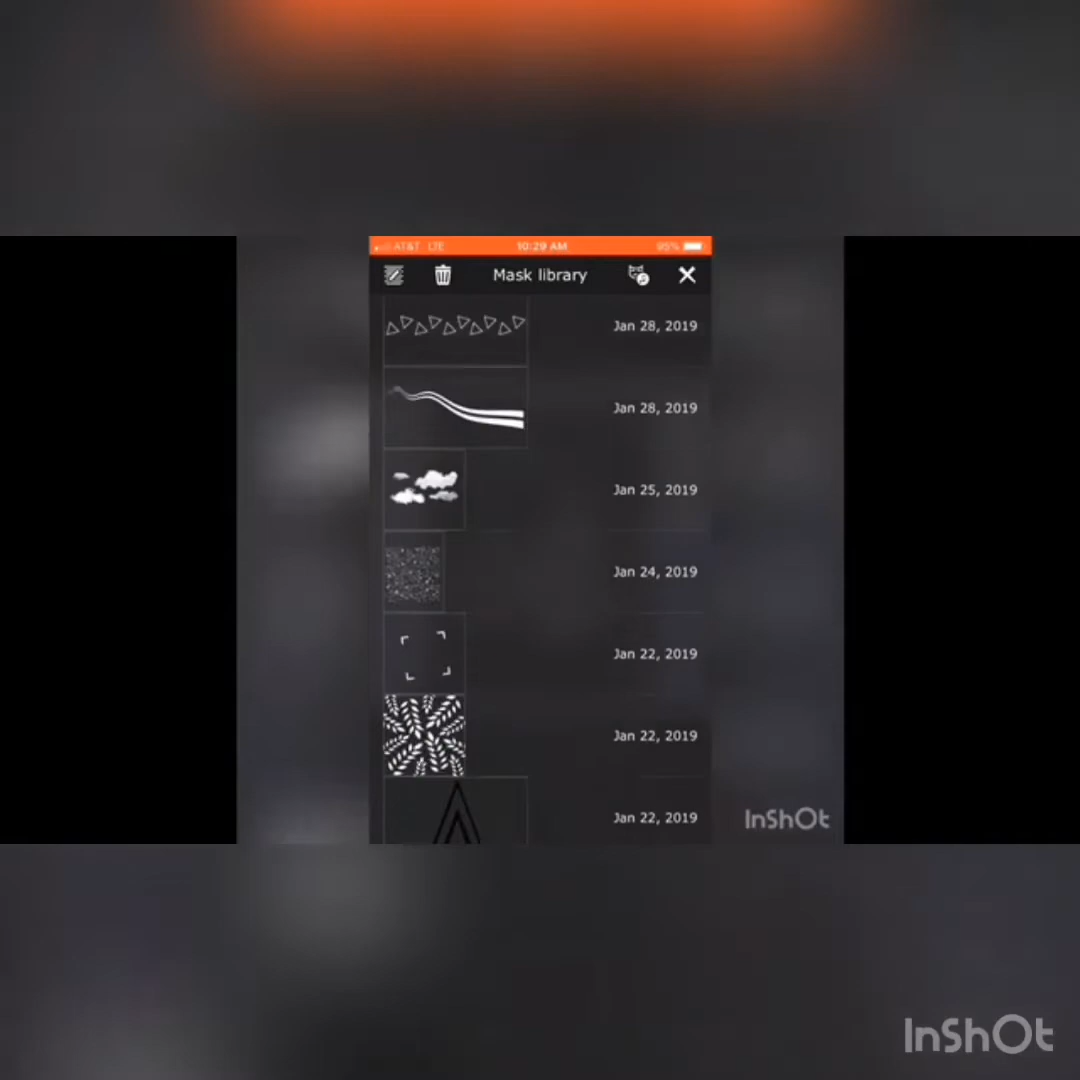 AT&T LTE 10:29 AM 95%
Mask library
Jan 28, 2019
Jan 28, 2019
Jan 25, 2019
Jan 24, 2019
Jan 22, 2019
Jan 22, 2019
Jan 22, 2019
InShOt
InShOt